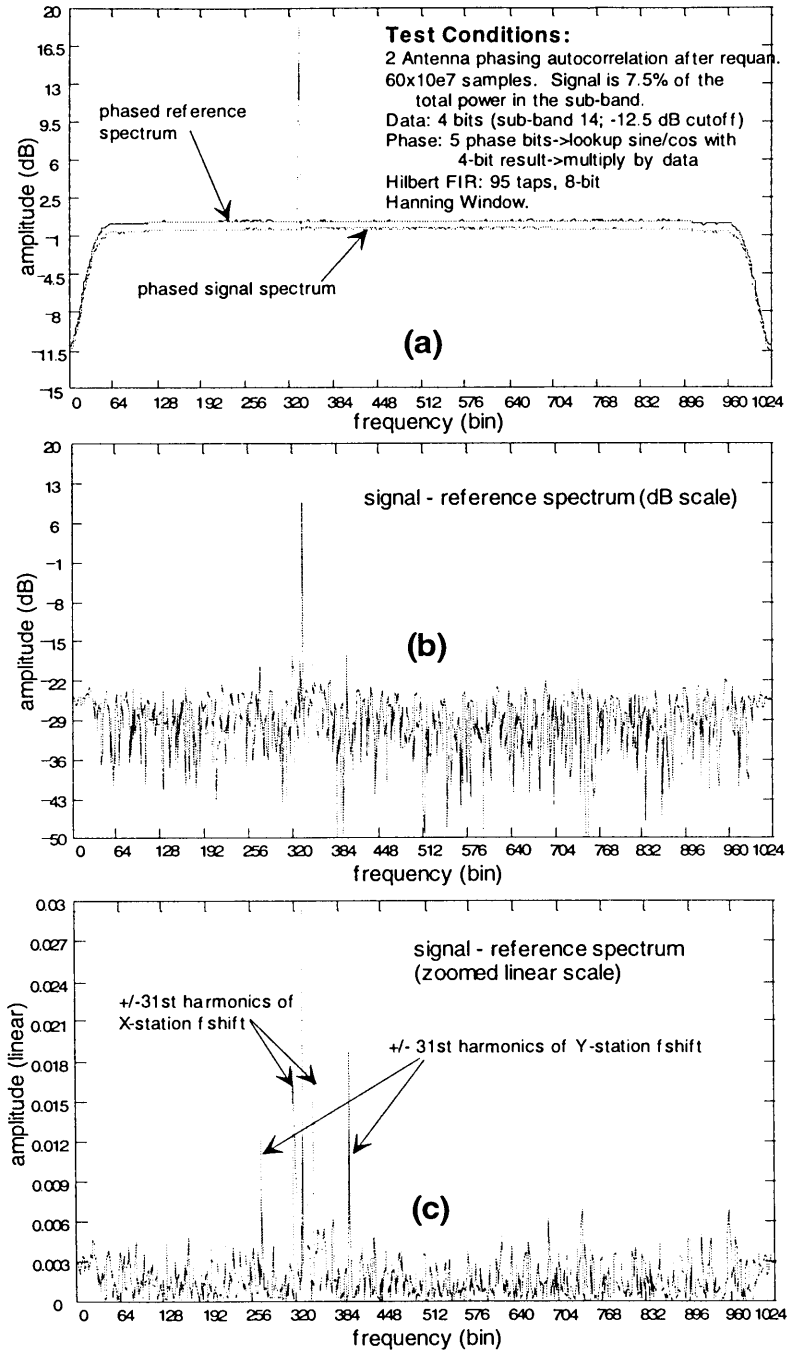 20
16.5
13
9.5
6
2.5
-1
-4.5
-8
-11.5
-15
amplitude (dB)
Test Conditions:
2 Antenna phasing autocorrelation after requan.
60x10e7 samples. Signal is 7.5% of the
total power in the sub-band.
Data: 4 bits (sub-band 14; -12.5 dB cutoff)
Phase: 5 phase bits->lookup sine/cos with
4-bit result->multiply by data
Hilbert FIR: 95 taps, 8-bit
Hanning Window.
phased reference
spectrum
phased signal spectrum
(a)
0 64 128 192 256 320 384 448 512 576 640 704 768 832 896 960 1024
frequency (bin)
20
13
6
-1
-8
-15
-22
-29
-36
-43
-50
amplitude (dB)
signal - reference spectrum (dB scale)
(b)
0 64 128 192 256 320 384 448 512 576 640 704 768 832 896 960 1024
frequency (bin)
0.03
0.027
0.024
0.021
0.018
0.015
0.012
0.009
0.006
0.003
0
amplitude (linear)
signal - reference spectrum
(zoomed linear scale)
+/-31st harmonics of
X-station f shift
+/- 31st harmonics of Y-station f shift
(c)
0 64 128 192 256 320 384 448 512 576 640 704 768 832 896 960 1024
frequency (bin)